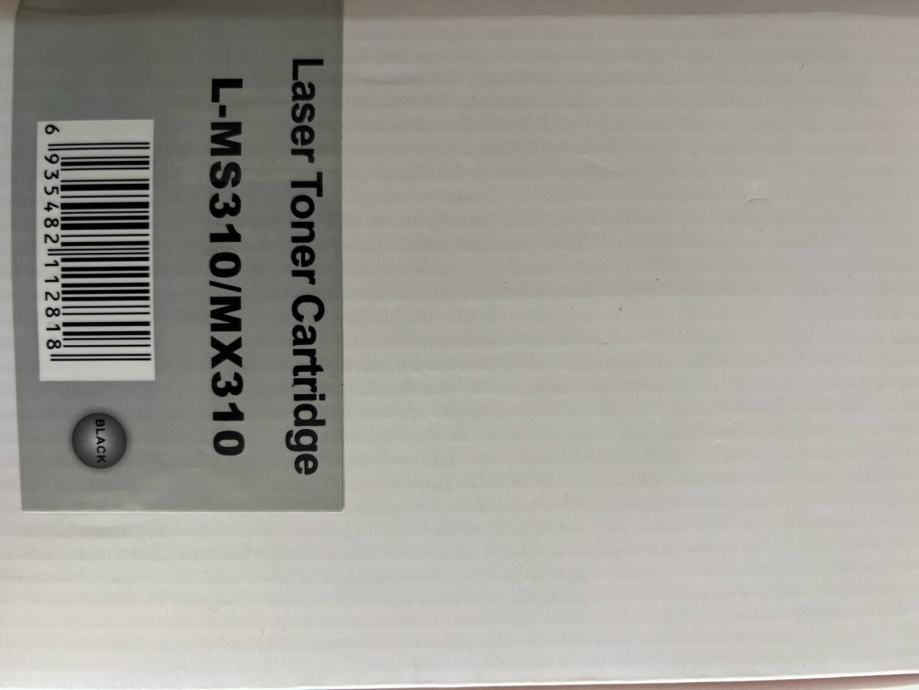 Laser Toner Cartridge
L-MS310/MX310
6 935482 112818
BLACK